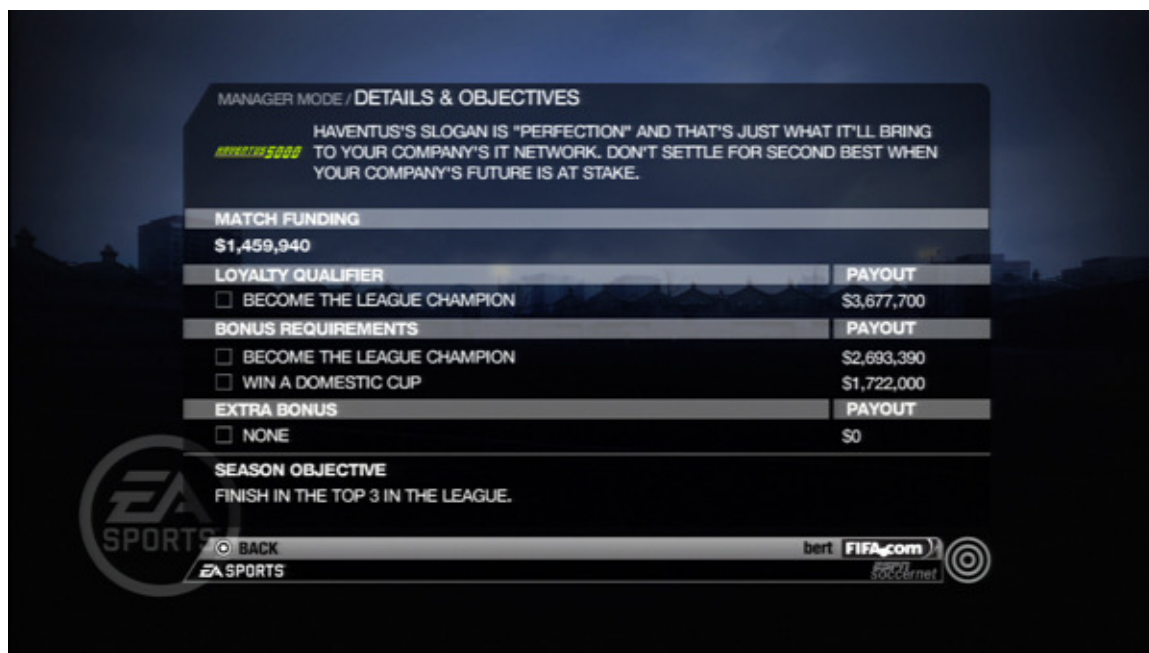 MANAGER MODE / DETAILS & OBJECTIVES
HAVENTUS'S SLOGAN IS "PERFECTION" AND THAT'S JUST WHAT IT'LL BRING
HAVENTUS5000 TO YOUR COMPANY'S IT NETWORK. DON'T SETTLE FOR SECOND BEST WHEN
YOUR COMPANY'S FUTURE IS AT STAKE.
MATCH FUNDING
$1,459,940
LOYALTY QUALIFIER PAYOUT
BECOME THE LEAGUE CHAMPION $3,677,700
BONUS REQUIREMENTS PAYOUT
BECOME THE LEAGUE CHAMPION $2,693,390
WIN A DOMESTIC CUP $1,722,000
EXTRA BONUS PAYOUT
NONE $0
SEASON OBJECTIVE
FINISH IN THE TOP 3 IN THE LEAGUE.
EA
SPORTS
BACK bert FIFA.com
EA SPORTS ESPN
soccernet